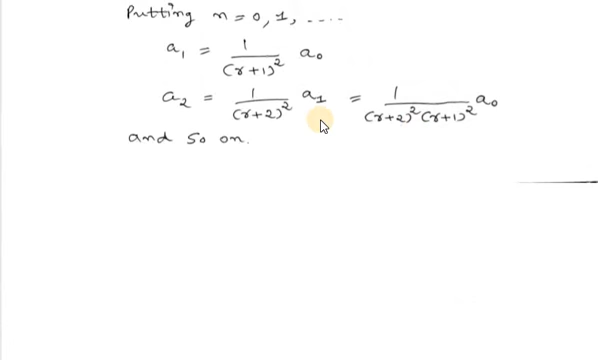 Putting n = 0, 1, ....
a₁ = 1/(r+1)² a₀
a₂ = 1/(r+2)² a₁ = 1/(r+2)²(r+1)² a₀
and so on.